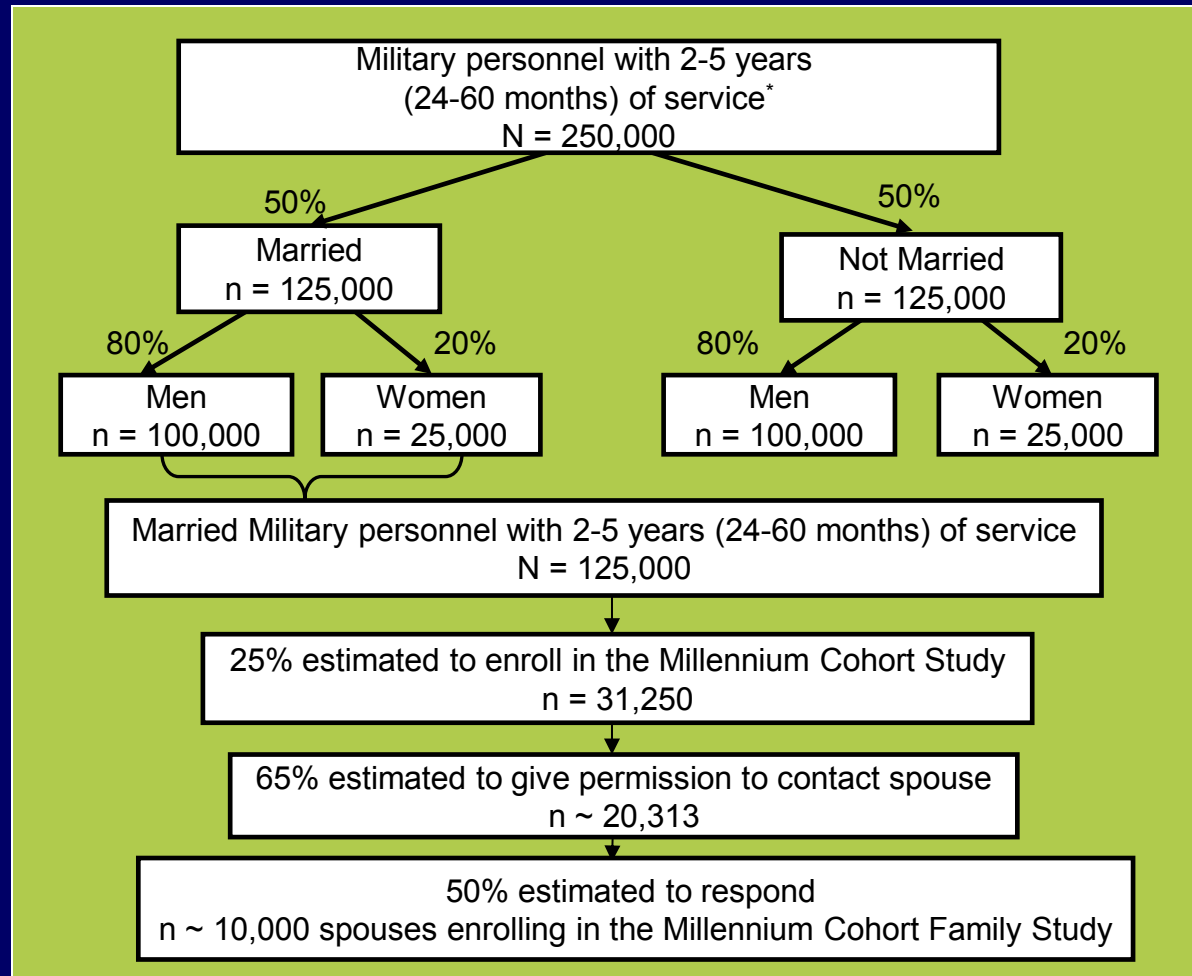 Military personnel with 2-5 years
(24-60 months) of service*
N = 250,000
50%
50%
Married
n = 125,000
Not Married
n = 125,000
80%
20%
80%
20%
Men
n = 100,000
Women
n = 25,000
Men
n = 100,000
Women
n = 25,000
Married Military personnel with 2-5 years (24-60 months) of service
N = 125,000
25% estimated to enroll in the Millennium Cohort Study
n = 31,250
65% estimated to give permission to contact spouse
n ~ 20,313
50% estimated to respond
n ~ 10,000 spouses enrolling in the Millennium Cohort Family Study